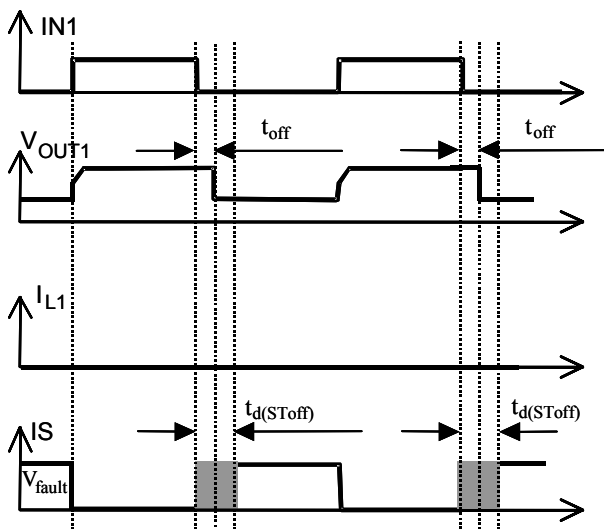 IN1
t_off
t_off
V_OUT1
I_L1
t_d(SToff)
t_d(SToff)
IS
V_fault